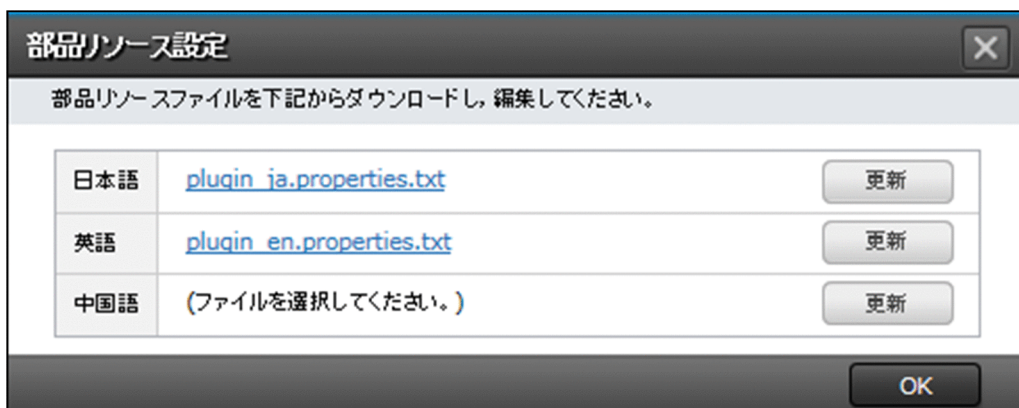 部品リソース設定
部品リソースファイルを下記からダウンロードし,編集してください。
日本語 plugin_ja.properties.txt 更新
英語 plugin_en.properties.txt 更新
中国語 (ファイルを選択してください。) 更新
OK